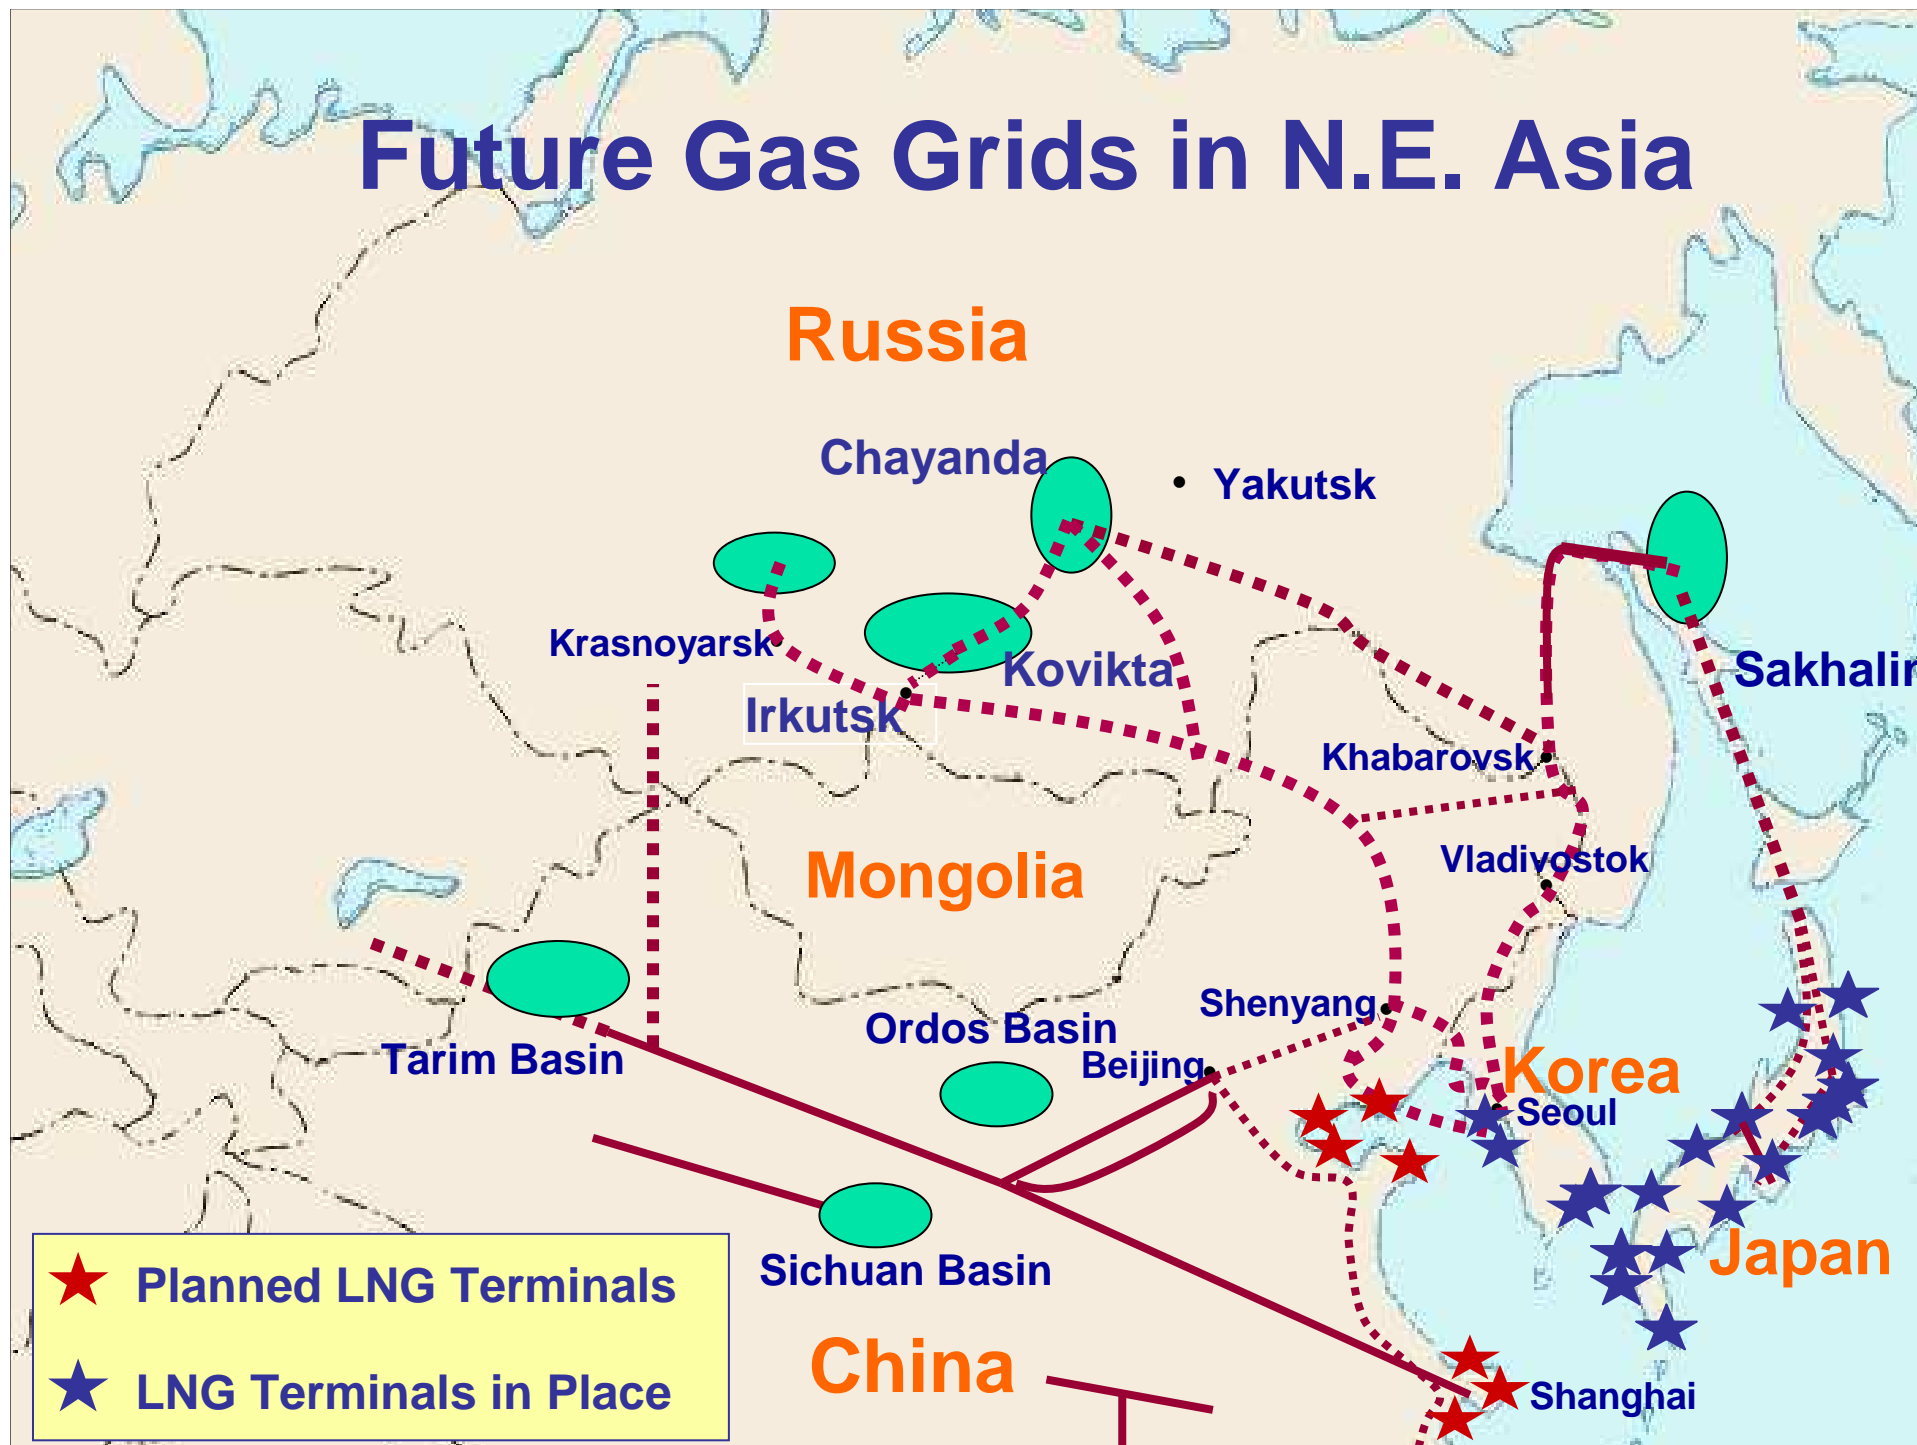 Future Gas Grids in N.E. Asia
Russia
Chayanda
Yakutsk
Krasnoyarsk
Kovikta
Sakhalin
Irkutsk
Khabarovsk
Mongolia
Vladivostok
Shenyang
Ordos Basin
Tarim Basin
Beijing
Korea
Seoul
Sichuan Basin
Japan
China
Shanghai
Planned LNG Terminals
LNG Terminals in Place